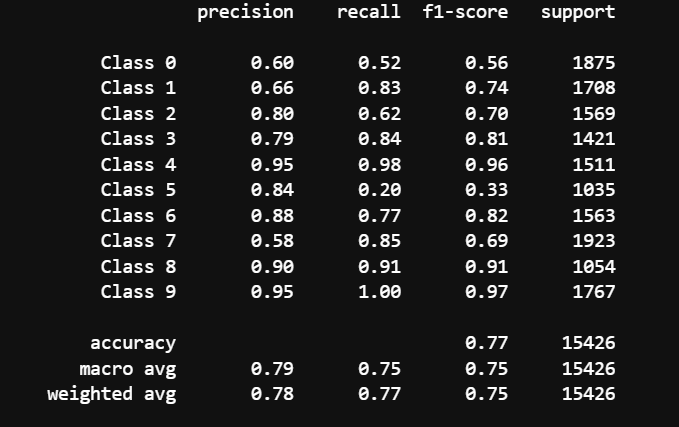 precision recall f1-score support
Class 0 0.60 0.52 0.56 1875
Class 1 0.66 0.83 0.74 1708
Class 2 0.80 0.62 0.70 1569
Class 3 0.79 0.84 0.81 1421
Class 4 0.95 0.98 0.96 1511
Class 5 0.84 0.20 0.33 1035
Class 6 0.88 0.77 0.82 1563
Class 7 0.58 0.85 0.69 1923
Class 8 0.90 0.91 0.91 1054
Class 9 0.95 1.00 0.97 1767
accuracy 0.77 15426
macro avg 0.79 0.75 0.75 15426
weighted avg 0.78 0.77 0.75 15426